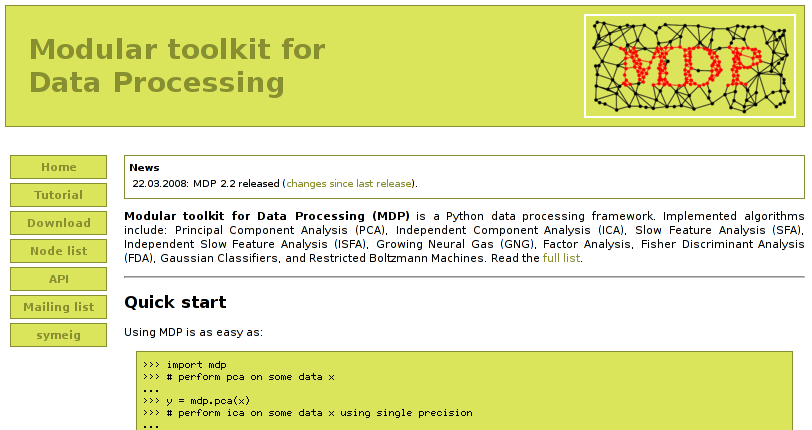 Modular toolkit for
Data Processing
MDP
Home
Tutorial
Download
Node list
API
Mailing list
symeig
News
22.03.2008: MDP 2.2 released (changes since last release).
Modular toolkit for Data Processing (MDP) is a Python data processing framework. Implemented algorithms
include: Principal Component Analysis (PCA), Independent Component Analysis (ICA), Slow Feature Analysis (SFA),
Independent Slow Feature Analysis (ISFA), Growing Neural Gas (GNG), Factor Analysis, Fisher Discriminant Analysis
(FDA), Gaussian Classifiers, and Restricted Boltzmann Machines. Read the full list.
Quick start
Using MDP is as easy as:
>>> import mdp
>>> # perform pca on some data x
...
>>> y = mdp.pca(x)
>>> # perform ica on some data x using single precision
...